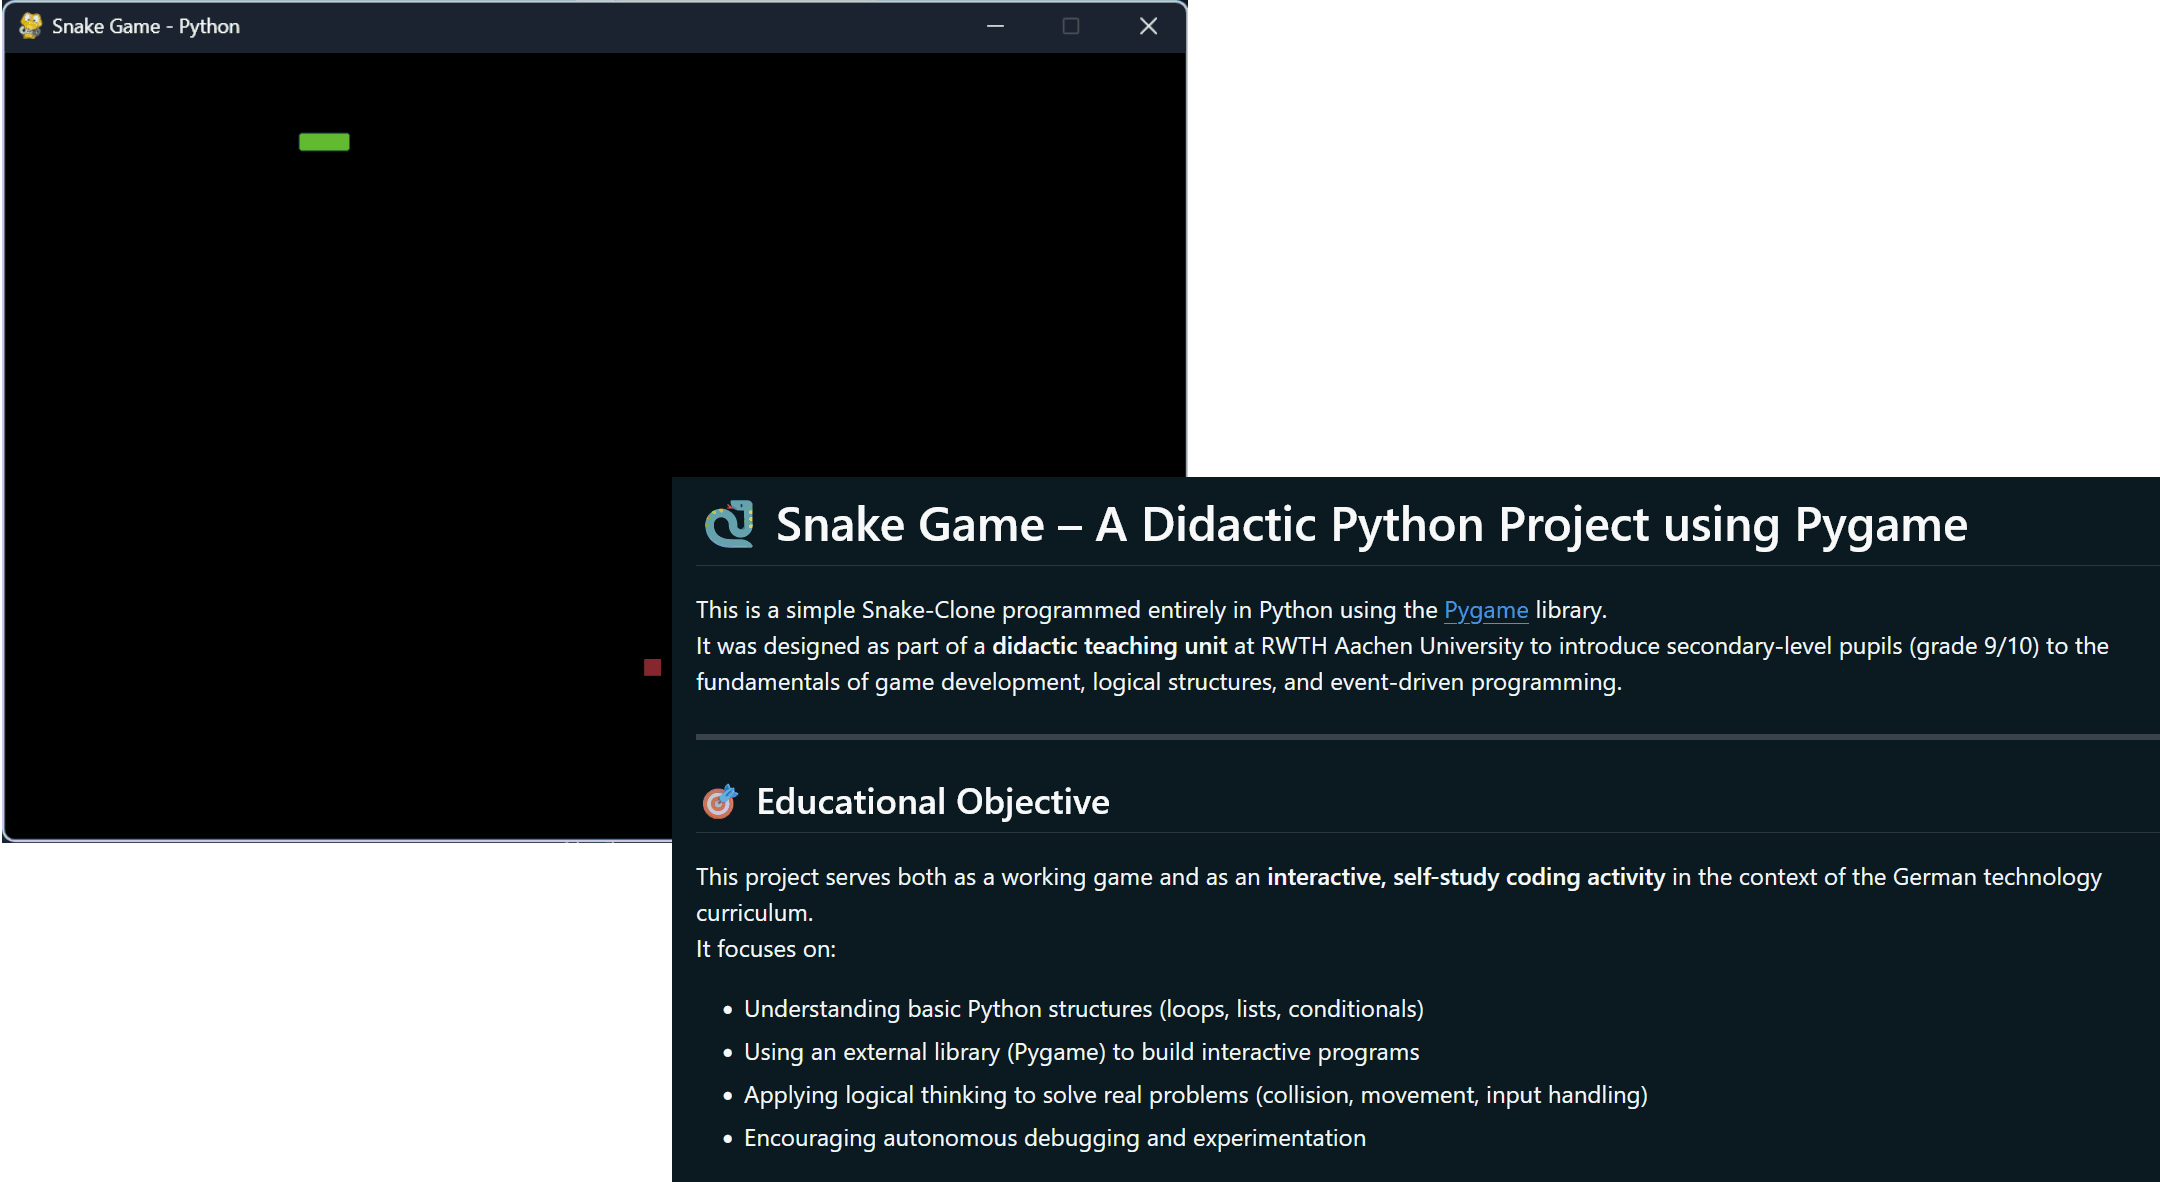 Snake Game - Python
Snake Game – A Didactic Python Project using Pygame
This is a simple Snake-Clone programmed entirely in Python using the Pygame library.
It was designed as part of a didactic teaching unit at RWTH Aachen University to introduce secondary-level pupils (grade 9/10) to the
fundamentals of game development, logical structures, and event-driven programming.
Educational Objective
This project serves both as a working game and as an interactive, self-study coding activity in the context of the German technology
curriculum.
It focuses on:
• Understanding basic Python structures (loops, lists, conditionals)
• Using an external library (Pygame) to build interactive programs
• Applying logical thinking to solve real problems (collision, movement, input handling)
• Encouraging autonomous debugging and experimentation